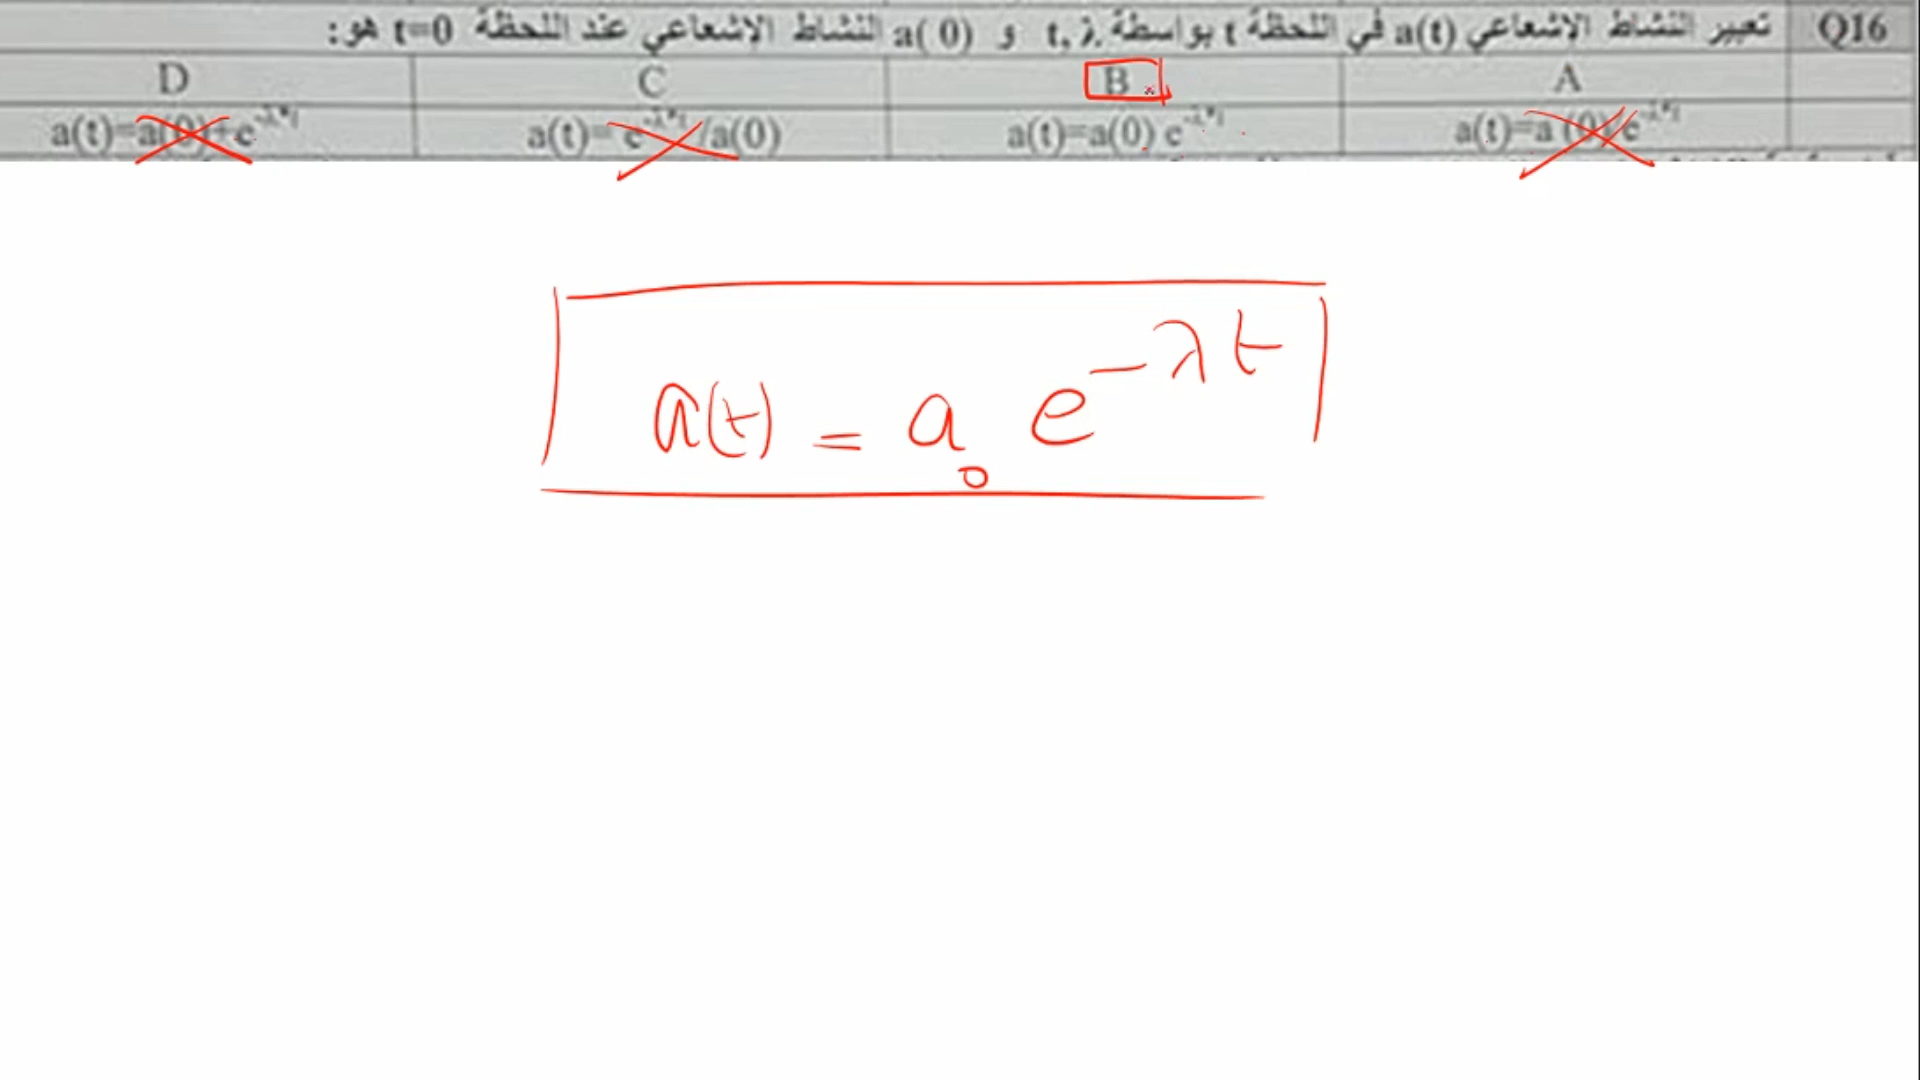 Q16 تعبير النشاط الإشعاعي a(t) في اللحظة t بواسطة t, λ و a( 0) النشاط الإشعاعي عند اللحظة t=0 هو:
A B C D
a(t)=a (0)/e^-λ*t a(t)=a(0) e^-λ*t a(t)= e^-λ*t/a(0) a(t)=a(0)+e^-λ*t
a(t) = a₀ e^-λt